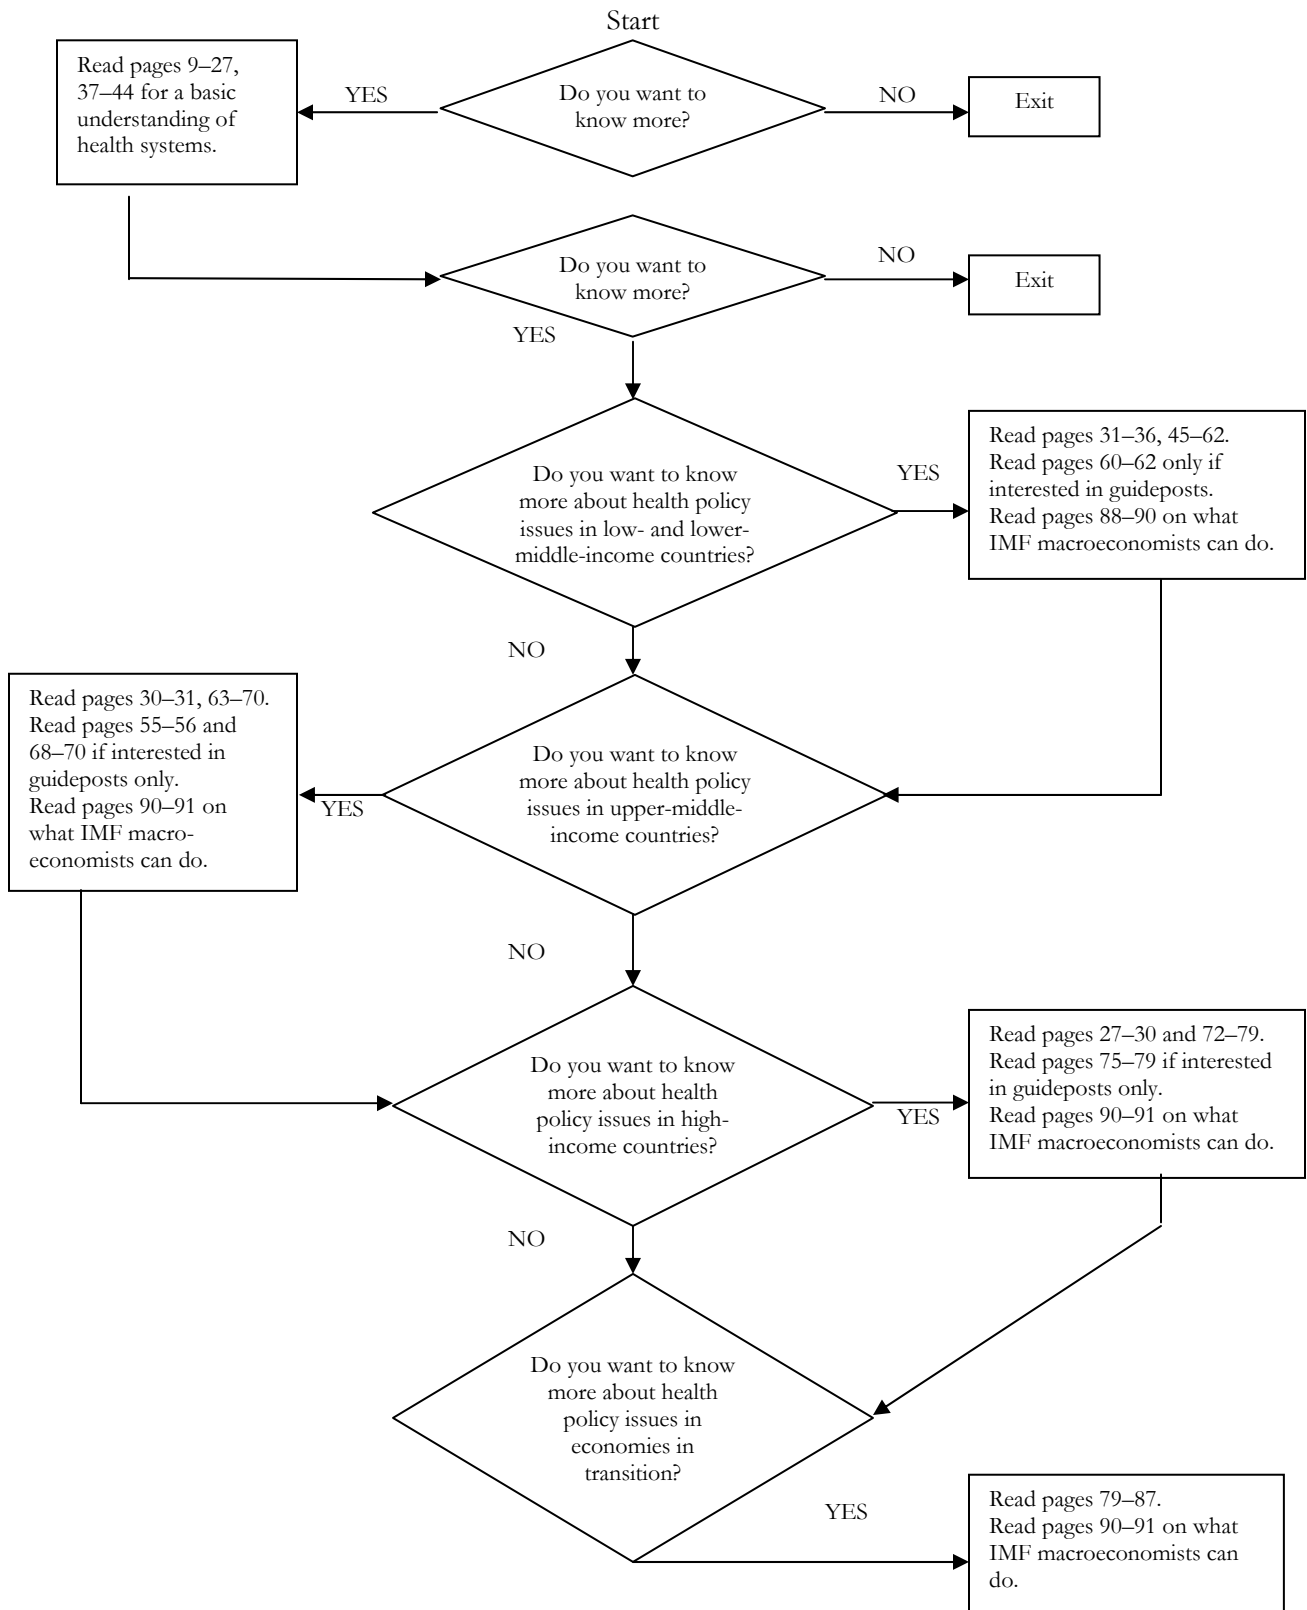 Start
Do you want to
know more?
YES
NO
Read pages 9–27,
37–44 for a basic
understanding of
health systems.
Exit
Do you want to
know more?
NO
Exit
YES
Do you want to know
more about health policy
issues in low- and lower-
middle-income countries?
YES
Read pages 31–36, 45–62.
Read pages 60–62 only if
interested in guideposts.
Read pages 88–90 on what
IMF macroeconomists can do.
NO
Do you want to know
more about health policy
issues in upper-middle-
income countries?
YES
Read pages 30–31, 63–70.
Read pages 55–56 and
68–70 if interested in
guideposts only.
Read pages 90–91 on
what IMF macro-
economists can do.
NO
Do you want to know
more about health
policy issues in high-
income countries?
YES
Read pages 27–30 and 72–79.
Read pages 75–79 if interested
in guideposts only.
Read pages 90–91 on what
IMF macroeconomists can do.
NO
Do you want to know
more about health
policy issues in
economies in
transition?
YES
Read pages 79–87.
Read pages 90–91 on what
IMF macroeconomists can
do.